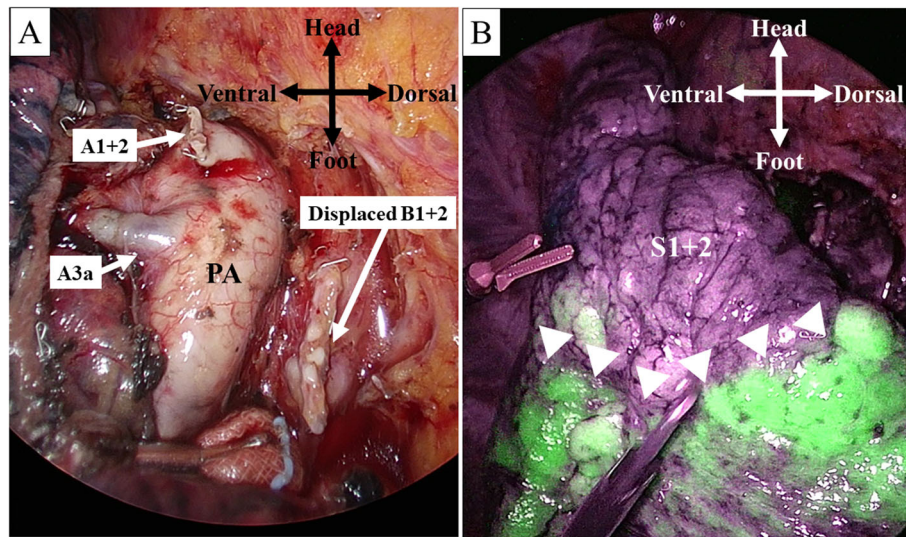 A
Head
Ventral
Dorsal
Foot
A1+2
Displaced B1+2
A3a
PA
B
Head
Ventral
Dorsal
Foot
S1+2